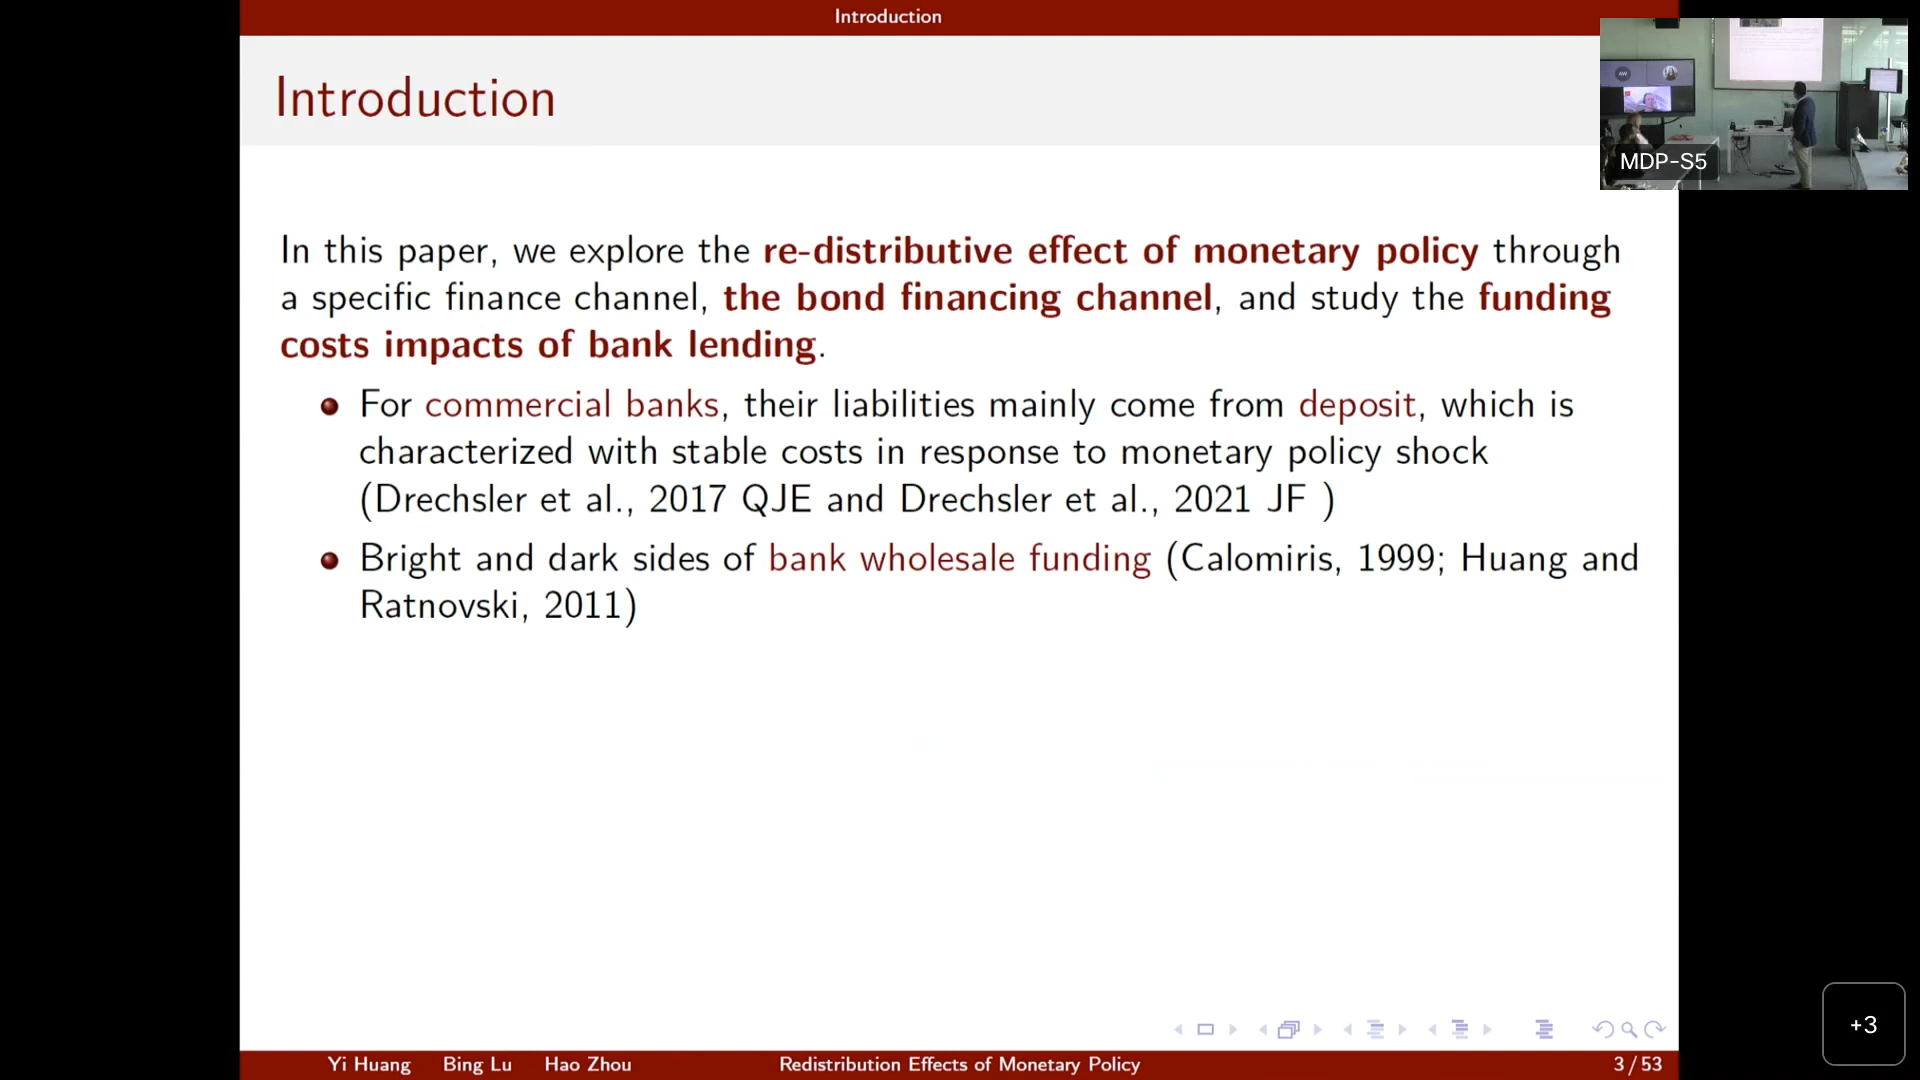 Introduction
Introduction
In this paper, we explore the re-distributive effect of monetary policy through
a specific finance channel, the bond financing channel, and study the funding
costs impacts of bank lending.
For commercial banks, their liabilities mainly come from deposit, which is
characterized with stable costs in response to monetary policy shock
(Drechsler et al., 2017 QJE and Drechsler et al., 2021 JF )
Bright and dark sides of bank wholesale funding (Calomiris, 1999; Huang and
Ratnovski, 2011)
Yi Huang Bing Lu Hao Zhou Redistribution Effects of Monetary Policy 3 / 53
AW
MDP-S5
+3